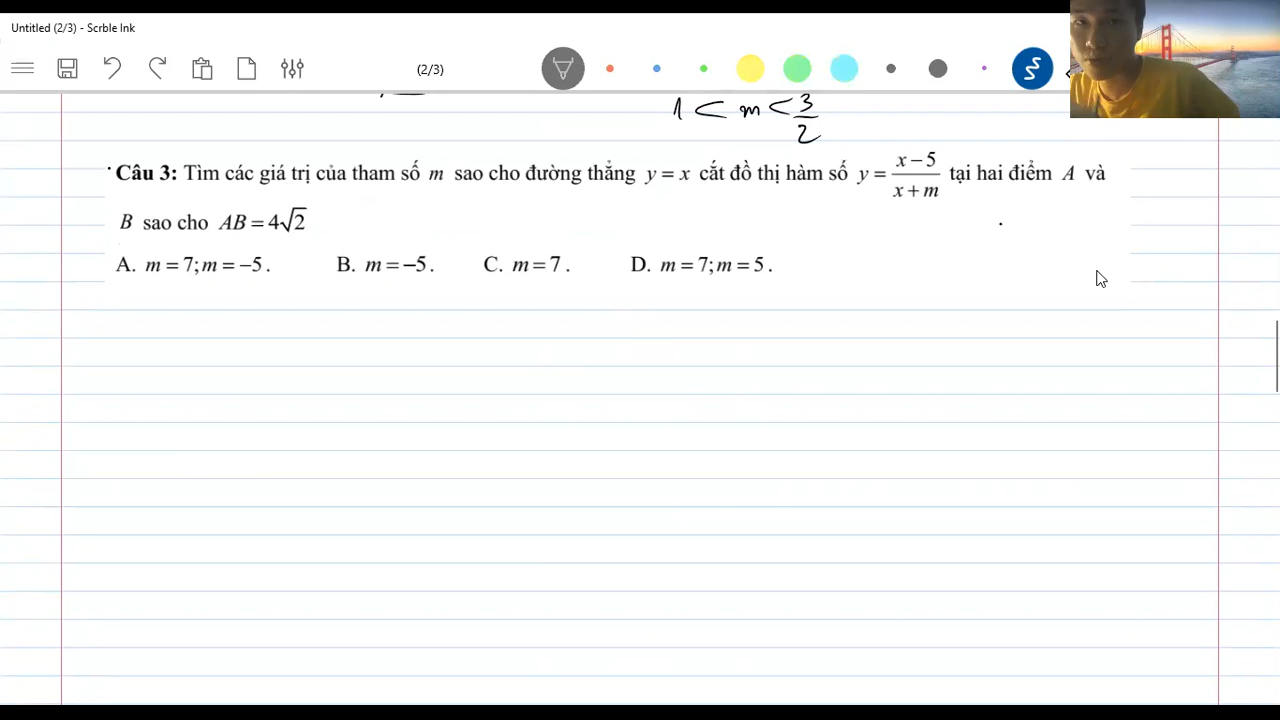 Untitled (2/3) - Scrble Ink
(2/3)
1 < m < 3/2
Câu 3: Tìm các giá trị của tham số m sao cho đường thẳng y = x cắt đồ thị hàm số y = (x − 5)/(x + m) tại hai điểm A và
B sao cho AB = 4√2
A. m = 7; m = −5. B. m = −5. C. m = 7. D. m = 7; m = 5.